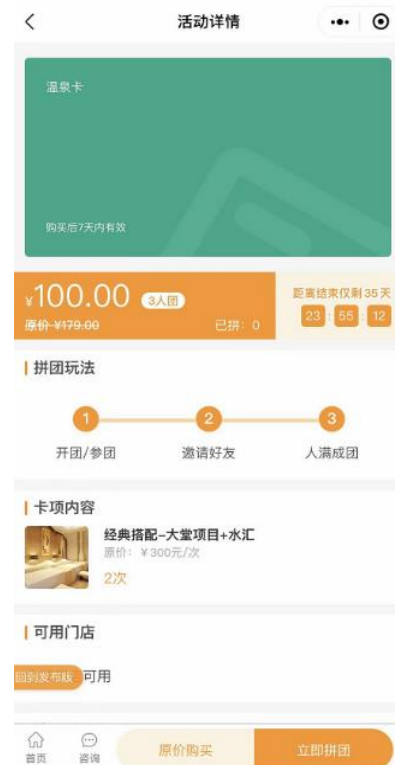 活动详情
温泉卡
购买后7天内有效
¥100.00 3人团
距离结束仅剩35天
原价 ¥179.00
已拼：0
23:55:12
拼团玩法
1
2
3
开团/参团
邀请好友
人满成团
卡项内容
经典搭配-大堂项目+水汇
原价：¥300元/次
2次
可用门店
回到发布版 可用
首页
咨询
原价购买
立即拼团